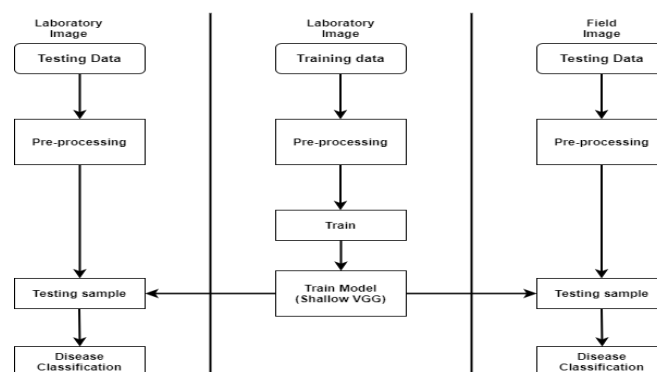 Laboratory
Image
Testing Data
Pre-processing
Testing sample
Disease
Classification
Laboratory
Image
Training data
Pre-processing
Train
Train Model
(Shallow VGG)
Field
Image
Testing Data
Pre-processing
Testing sample
Disease
Classification